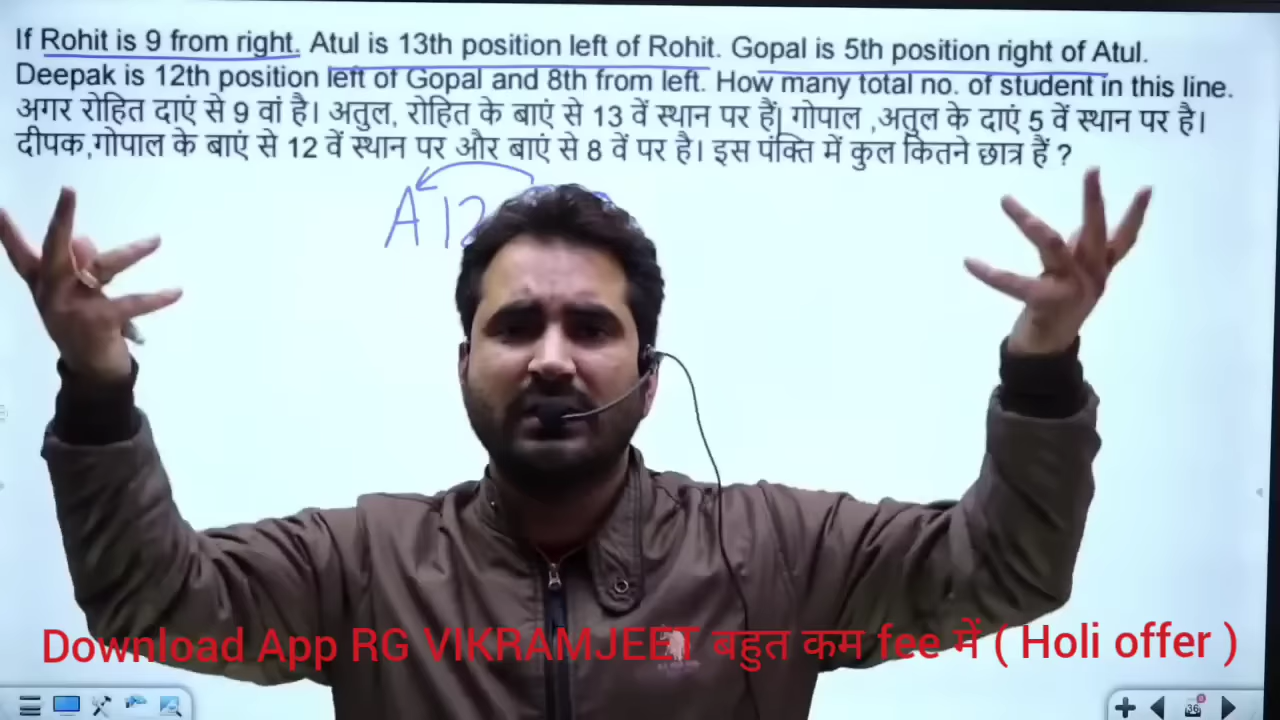 If Rohit is 9 from right. Atul is 13th position left of Rohit. Gopal is 5th position right of Atul.
Deepak is 12th position left of Gopal and 8th from left. How many total no. of student in this line.
अगर रोहित दाएं से 9 वां है। अतुल, रोहित के बाएं से 13 वें स्थान पर हैं| गोपाल ,अतुल के दाएं 5 वें स्थान पर है।
दीपक,गोपाल के बाएं से 12 वें स्थान पर और बाएं से 8 वें पर है। इस पंक्ति में कुल कितने छात्र हैं ?
A 12
Download App RG VIKRAMJEET बहुत कम fee में ( Holi offer )
36